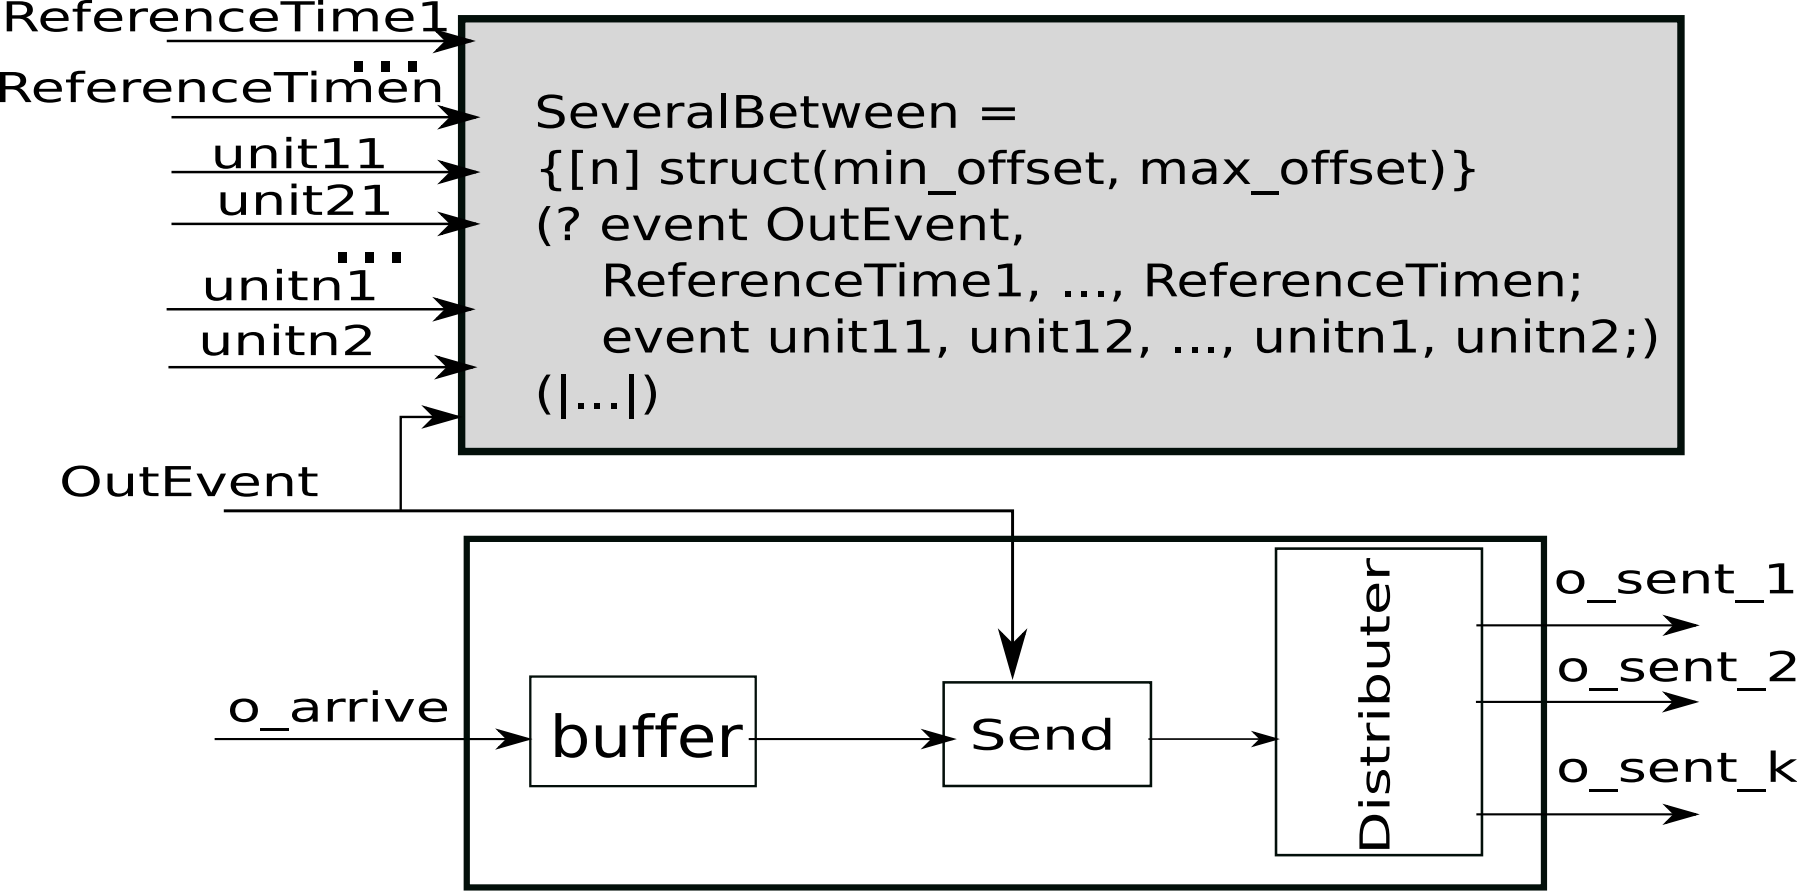 ReferenceTime1
...
ReferenceTimen
unit11
unit21
...
unitn1
unitn2
SeveralBetween =
{[n] struct(min_offset, max_offset)}
(? event OutEvent,
ReferenceTime1, ..., ReferenceTimen;
event unit11, unit12, ..., unitn1, unitn2;)
(|...|)
OutEvent
o_arrive
buffer
Send
Distributer
o_sent_1
o_sent_2
o_sent_k